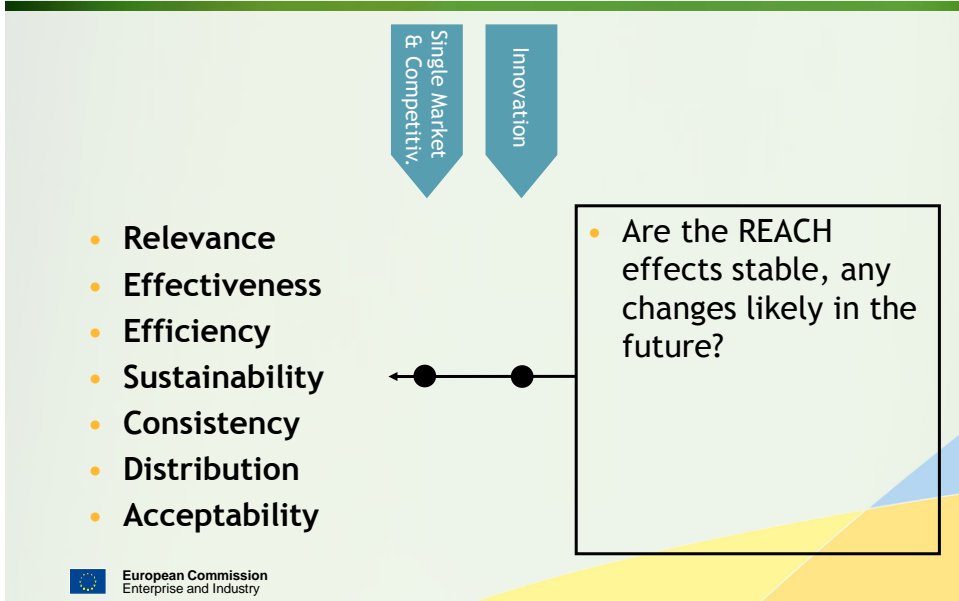 Single Market
& Competitiv.
Innovation
• Relevance
• Effectiveness
• Efficiency
• Sustainability
• Consistency
• Distribution
• Acceptability
• Are the REACH
effects stable, any
changes likely in the
future?
European Commission
Enterprise and Industry